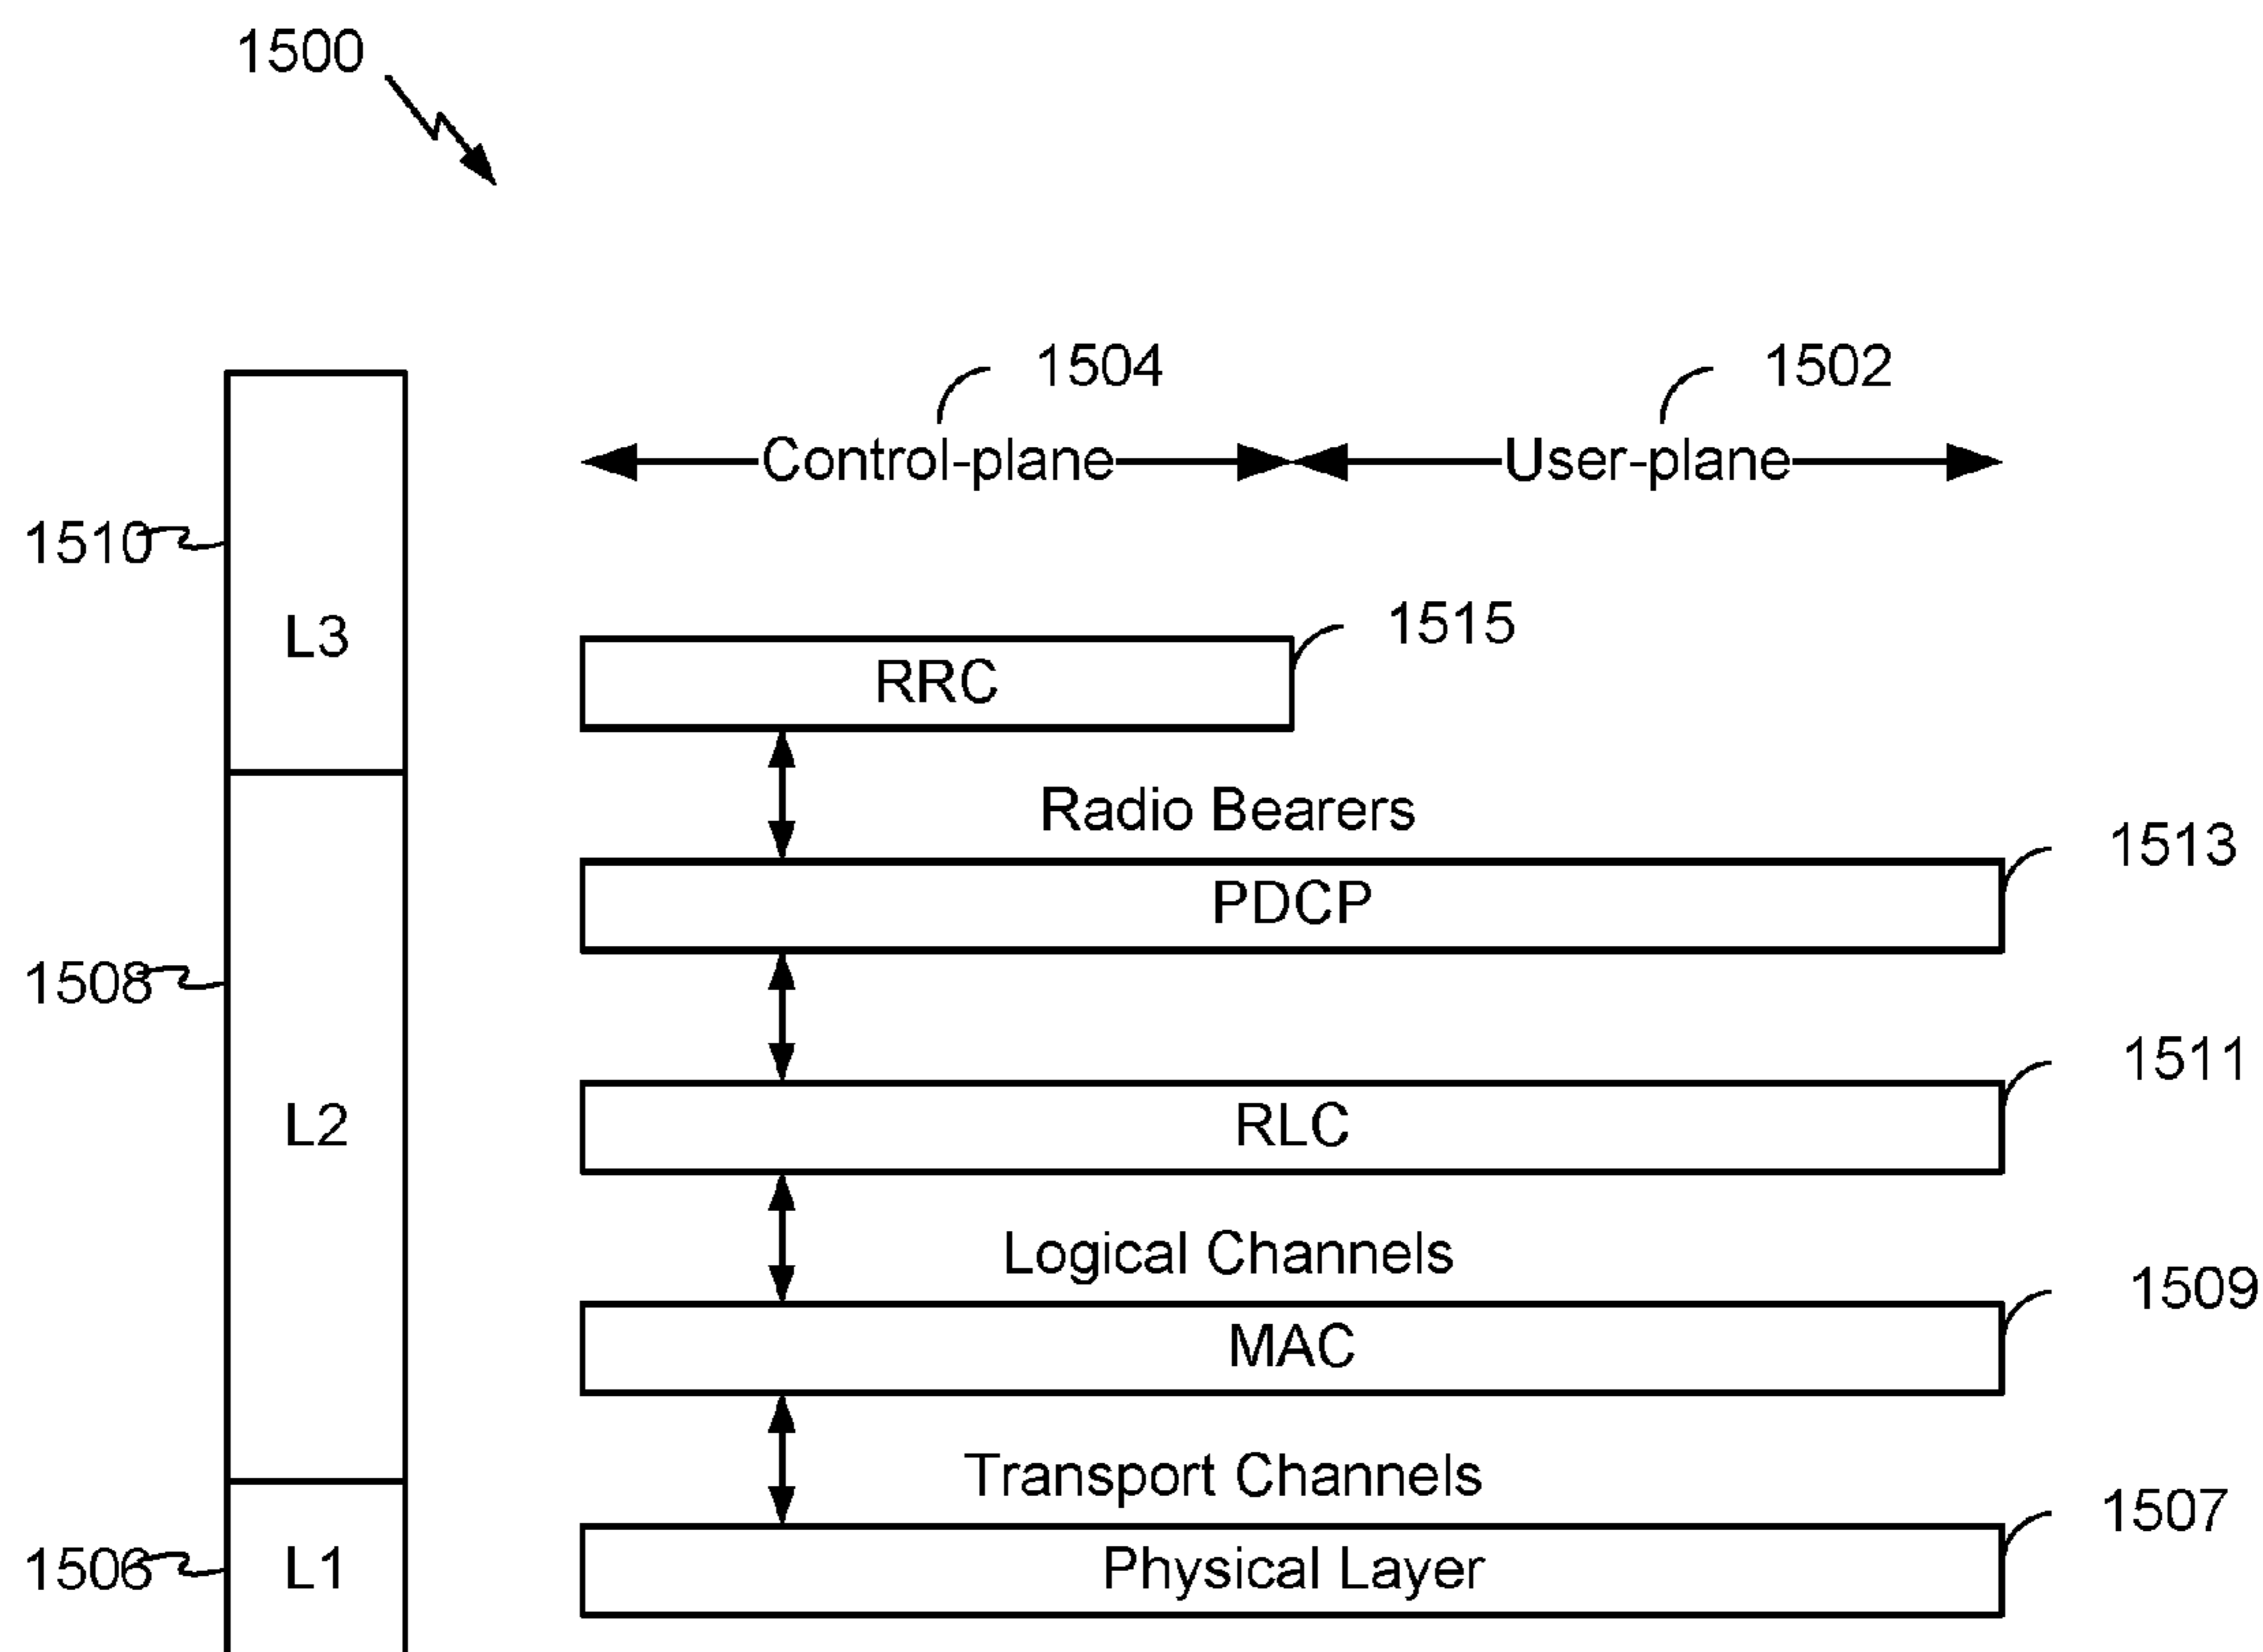 1500
1504
1502
Control-plane
User-plane
1510
L3
1515
RRC
Radio Bearers
1513
PDCP
1508
L2
1511
RLC
Logical Channels
1509
MAC
Transport Channels
1507
1506
L1
Physical Layer